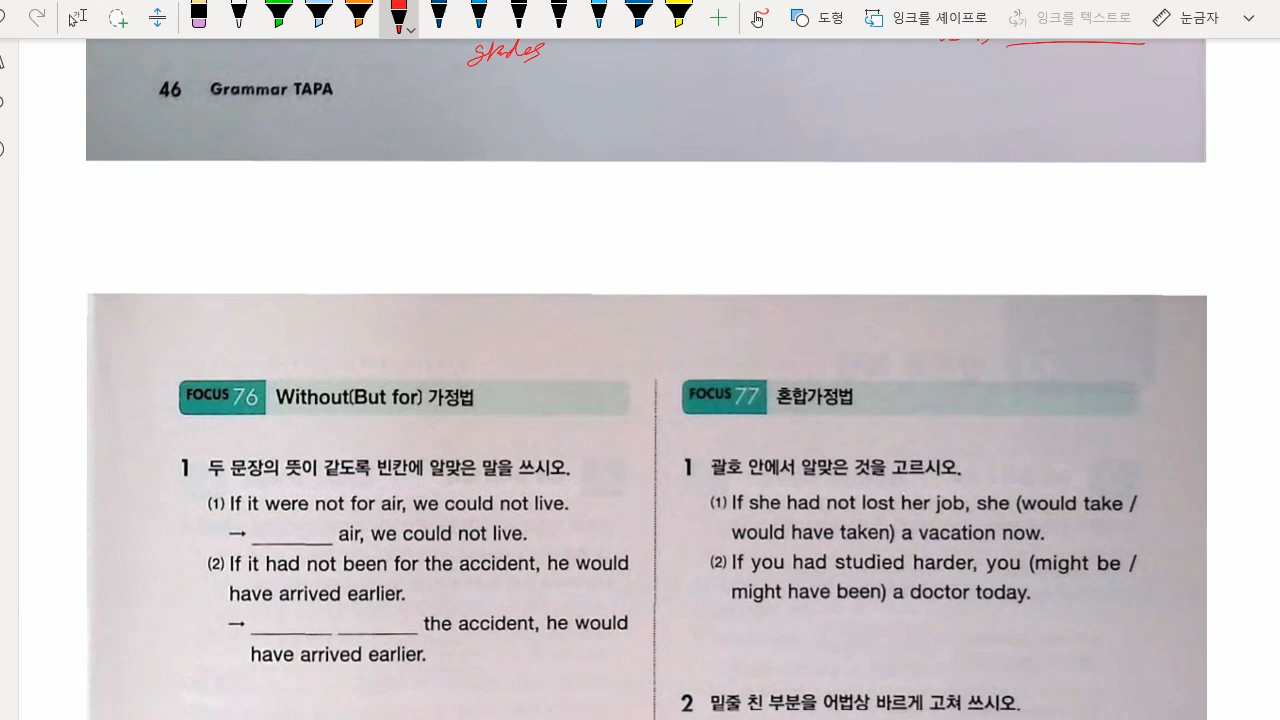 도형
잉크를 셰이프로
잉크를 텍스트로
눈금자
grades
46 Grammar TAPA
FOCUS 76 Without(But for) 가정법
1 두 문장의 뜻이 같도록 빈칸에 알맞은 말을 쓰시오.
(1) If it were not for air, we could not live.
→ ________ air, we could not live.
(2) If it had not been for the accident, he would
have arrived earlier.
→ ________ ________ the accident, he would
have arrived earlier.
FOCUS 77 혼합가정법
1 괄호 안에서 알맞은 것을 고르시오.
(1) If she had not lost her job, she (would take /
would have taken) a vacation now.
(2) If you had studied harder, you (might be /
might have been) a doctor today.
2 밑줄 친 부분을 어법상 바르게 고쳐 쓰시오.